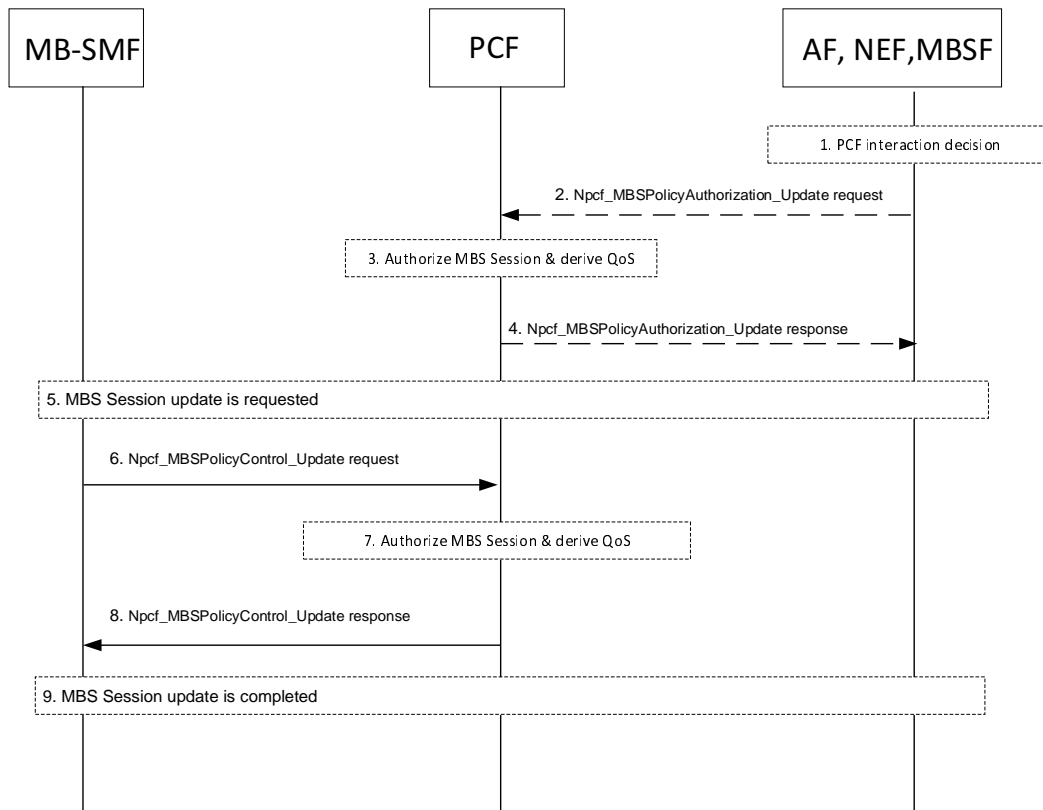 MB-SMF
PCF
AF, NEF,MBSF
1. PCF interaction decision
2. Npcf_MBSPolicyAuthorization_Update request
3. Authorize MBS Session & derive QoS
4. Npcf_MBSPolicyAuthorization_Update response
5. MBS Session update is requested
6. Npcf_MBSPolicyControl_Update request
7. Authorize MBS Session & derive QoS
8. Npcf_MBSPolicyControl_Update response
9. MBS Session update is completed